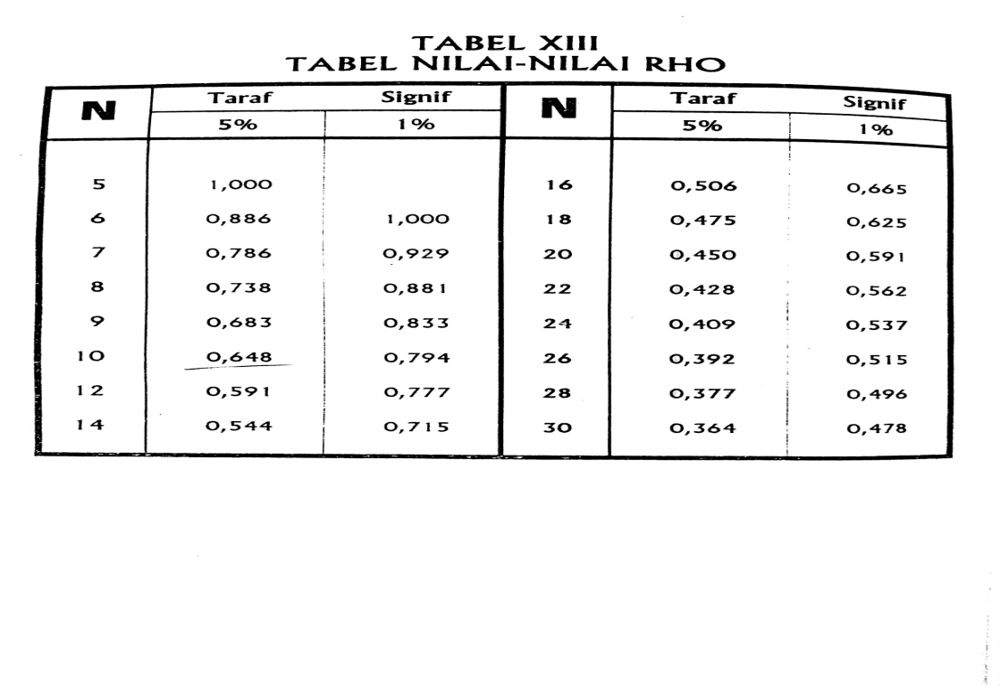 TABEL XIII
TABEL NILAI-NILAI RHO
N Taraf Signif N Taraf Signif
5% 1% 5% 1%
5 1,000 16 0,506 0,665
6 0,886 1,000 18 0,475 0,625
7 0,786 0,929 20 0,450 0,591
8 0,738 0,881 22 0,428 0,562
9 0,683 0,833 24 0,409 0,537
10 0,648 0,794 26 0,392 0,515
12 0,591 0,777 28 0,377 0,496
14 0,544 0,715 30 0,364 0,478